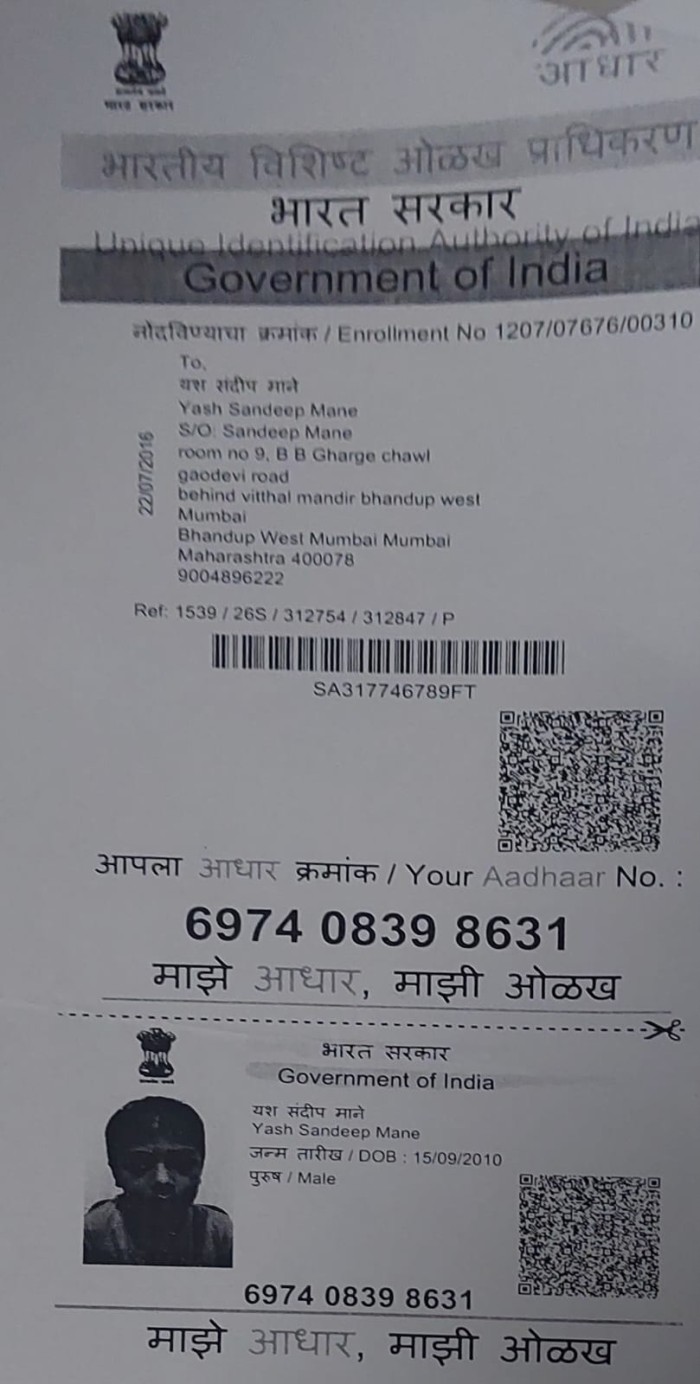 भारत सरकार
आधार
भारतीय विशिष्ट ओळख प्राधिकरण
भारत सरकार
Unique Identification Authority of India
Government of India
नोंदविण्याचा क्रमांक / Enrollment No 1207/07676/00310
To,
यश संदीप माने
Yash Sandeep Mane
S/O: Sandeep Mane
room no 9, B B Gharge chawl
gaodevi road
behind vitthal mandir bhandup west
Mumbai
Bhandup West Mumbai Mumbai
Maharashtra 400078
9004896222
22/07/2016
Ref: 1539 / 26S / 312754 / 312847 / P
SA317746789FT
आपला आधार क्रमांक / Your Aadhaar No. :
6974 0839 8631
माझे आधार, माझी ओळख
भारत सरकार
Government of India
यश संदीप माने
Yash Sandeep Mane
जन्म तारीख / DOB : 15/09/2010
पुरुष / Male
6974 0839 8631
माझे आधार, माझी ओळख